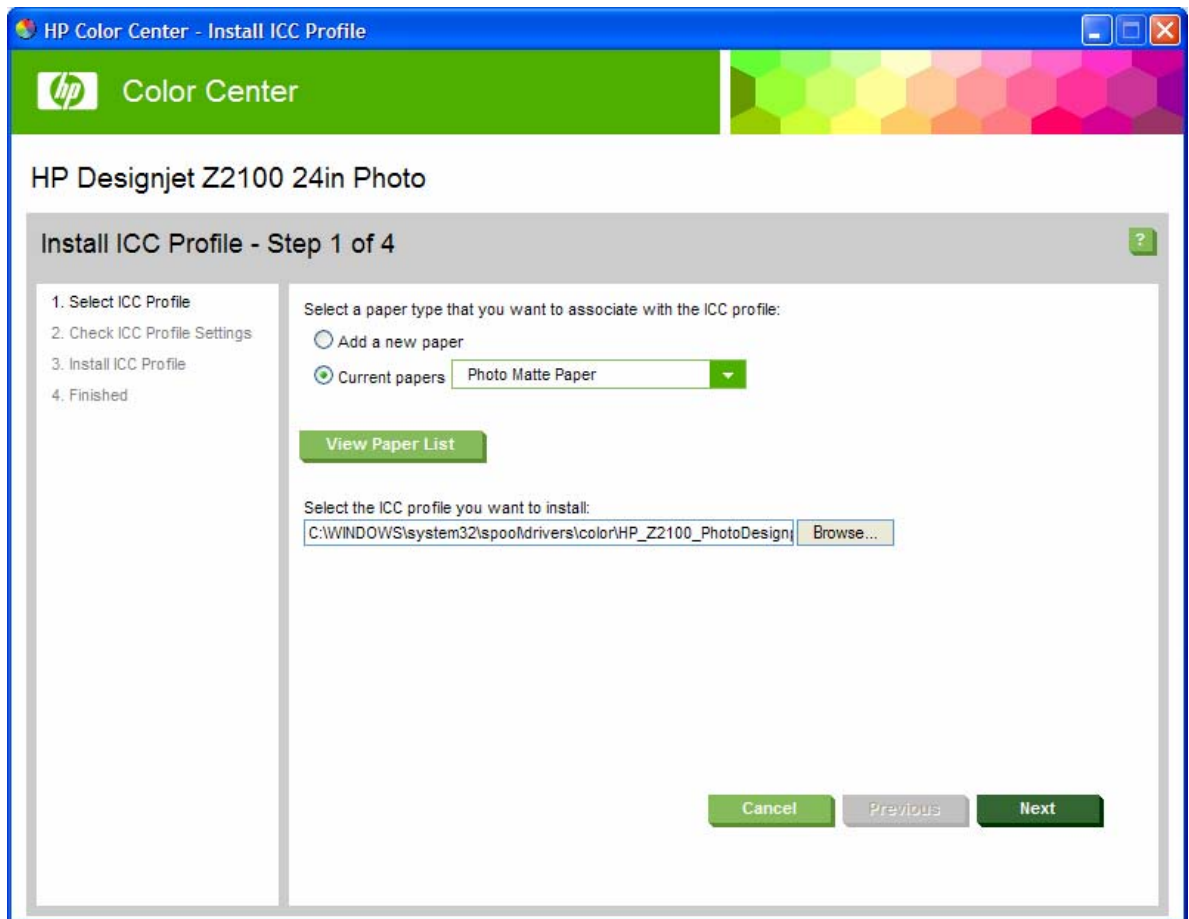 HP Color Center - Install ICC Profile
hp Color Center
HP Designjet Z2100 24in Photo
Install ICC Profile - Step 1 of 4
?
1. Select ICC Profile
2. Check ICC Profile Settings
3. Install ICC Profile
4. Finished
Select a paper type that you want to associate with the ICC profile:
Add a new paper
Current papers Photo Matte Paper
View Paper List
Select the ICC profile you want to install:
C:\WINDOWS\system32\spool\drivers\color\HP_Z2100_PhotoDesignp Browse...
Cancel Previous Next